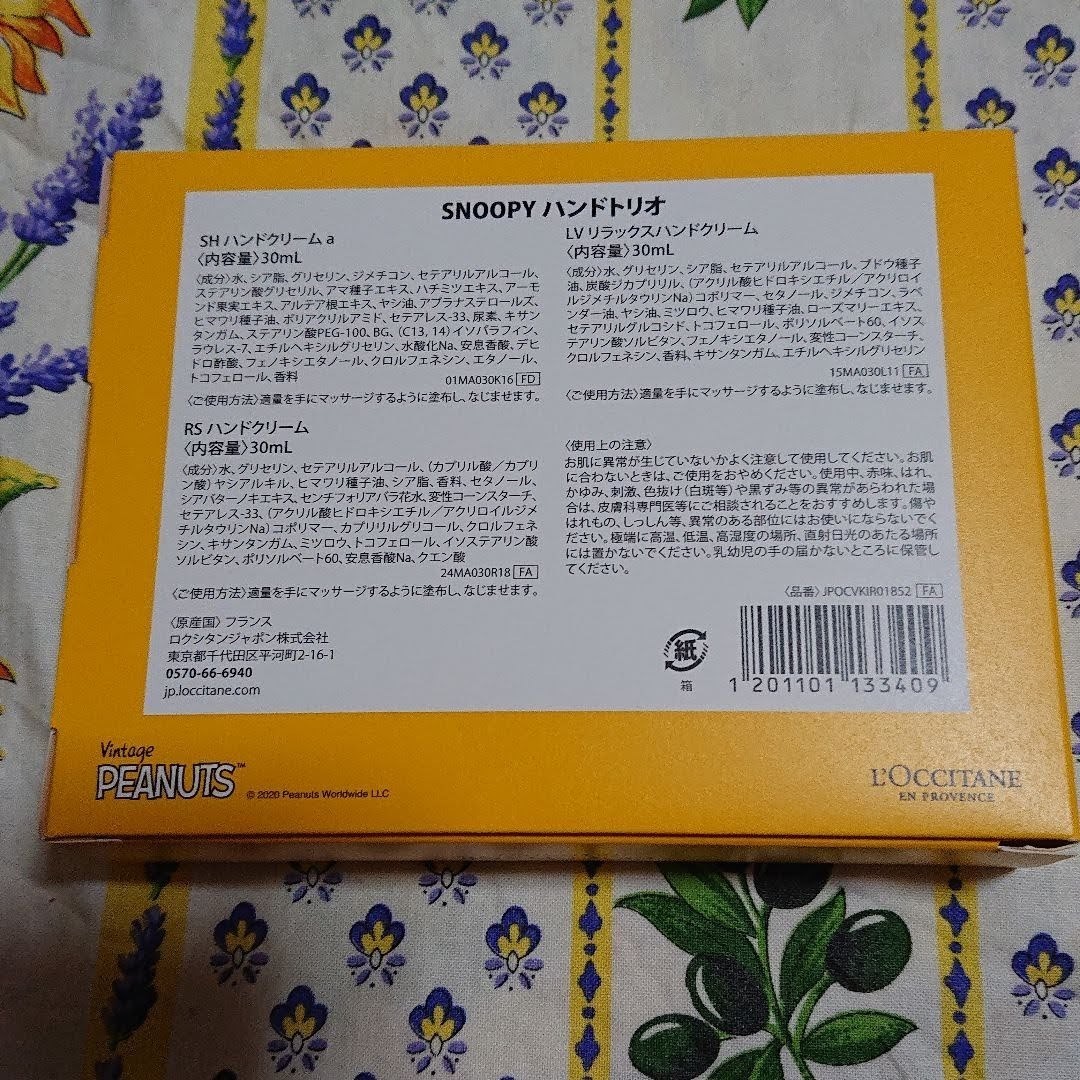 SNOOPY ハンドトリオ
SH ハンドクリーム a
〈内容量〉30mL
〈成分〉水、シア脂、グリセリン、ジメチコン、セテアリルアルコール、
ステアリン酸グリセリル、アマ種子エキス、ハチミツエキス、アーモ
ンド果実エキス、アルテア根エキス、ヤシ油、アブラナステロールズ、
ヒマワリ種子油、ポリアクリルアミド、セテアレス-33、尿素、キサ
ンタンガム、ステアリン酸PEG-100、BG、(C13, 14)イソパラフィン、
ラウレス-7、エチルヘキシルグリセリン、水酸化Na、安息香酸、デヒ
ドロ酢酸、フェノキシエタノール、クロルフェネシン、エタノール、
トコフェロール、香料
01MA030K16 FD
〈ご使用方法〉適量を手にマッサージするように塗布し、なじませます。
RS ハンドクリーム
〈内容量〉30mL
〈成分〉水、グリセリン、セテアリルアルコール、(カプリル酸／カプリ
ン酸)ヤシアルキル、ヒマワリ種子油、シア脂、香料、セタノール、
シアバターノキエキス、センチフォリアバラ花水、変性コーンスターチ、
セテアレス-33、(アクリル酸ヒドロキシエチル／アクリロイルジメ
チルタウリンNa)コポリマー、カプリリルグリコール、クロルフェネ
シン、キサンタンガム、ミツロウ、トコフェロール、イソステアリン酸
ソルビタン、ポリソルベート60、安息香酸Na、クエン酸
24MA030R18 FA
〈ご使用方法〉適量を手にマッサージするように塗布し、なじませます。
〈原産国〉フランス
ロクシタンジャポン株式会社
東京都千代田区平河町2-16-1
0570-66-6940
jp.loccitane.com
LV リラックスハンドクリーム
〈内容量〉30mL
〈成分〉水、グリセリン、シア脂、セテアリルアルコール、ブドウ種子
油、炭酸ジカプリリル、(アクリル酸ヒドロキシエチル／アクリロイ
ルジメチルタウリンNa)コポリマー、セタノール、ジメチコン、ラベ
ンダー油、ヤシ油、ミツロウ、ヒマワリ種子油、ローズマリーエキス、
セテアリルグルコシド、トコフェロール、ポリソルベート60、イソス
テアリン酸ソルビタン、フェノキシエタノール、変性コーンスターチ、
クロルフェネシン、香料、キサンタンガム、エチルヘキシルグリセリン
15MA030L11 FA
〈ご使用方法〉適量を手にマッサージするように塗布し、なじませます。
〈使用上の注意〉
お肌に異常が生じていないかよく注意して使用してください。お肌
に合わないときは、ご使用をおやめください。使用中、赤味、はれ、
かゆみ、刺激、色抜け(白斑等)や黒ずみ等の異常があらわれた場
合は、皮膚科専門医等にご相談されることをおすすめします。傷や
はれもの、しっしん等、異常のある部位にはお使いにならないでく
ださい。極端に高温、低温、高湿度の場所、直射日光のあたる場所
には置かないでください。乳幼児の手の届かないところに保管し
てください。
〈品番〉JPOCVKIR01852 FA
紙
箱
1 201101 133409
Vintage
PEANUTS™
© 2020 Peanuts Worldwide LLC
L'OCCITANE
EN PROVENCE